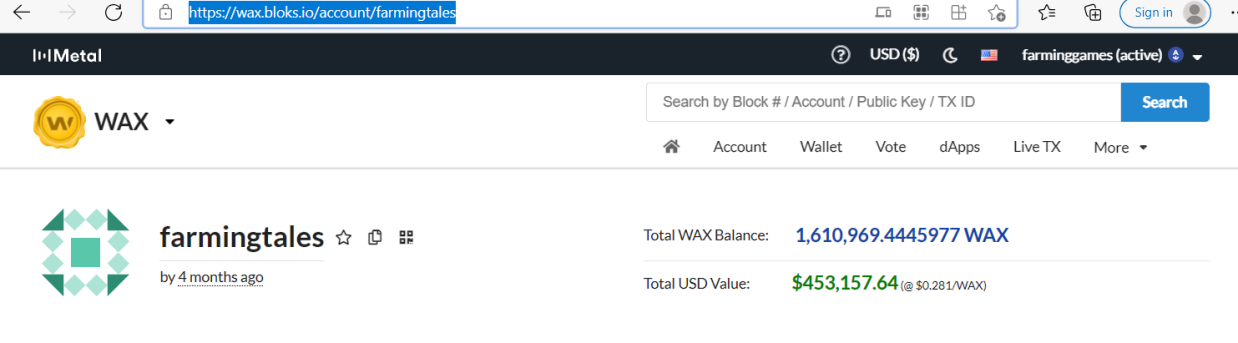 https://wax.bloks.io/account/farmingtales
Sign in
Metal
USD ($)
farminggames (active)
WAX
Search by Block # / Account / Public Key / TX ID
Search
Account Wallet Vote dApps Live TX More
farmingtales
by 4 months ago
Total WAX Balance: 1,610,969.4445977 WAX
Total USD Value: $453,157.64 (@ $0.281/WAX)